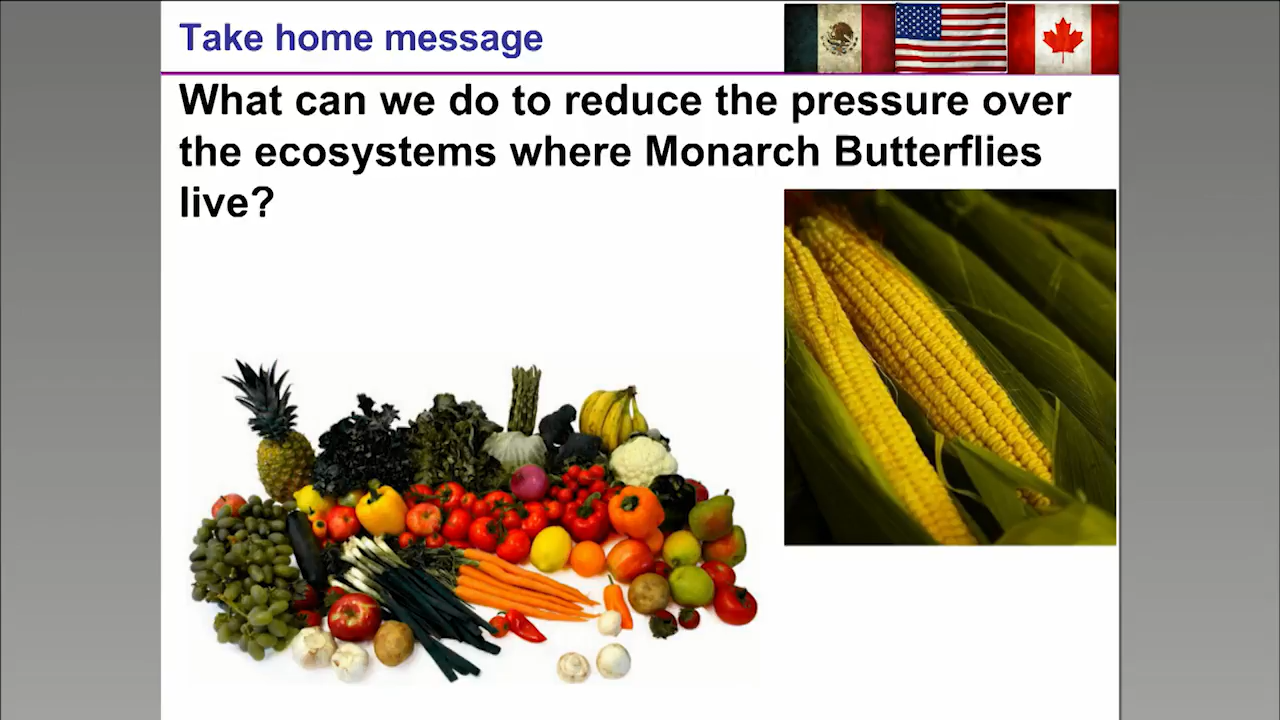 Take home message
What can we do to reduce the pressure over
the ecosystems where Monarch Butterflies
live?